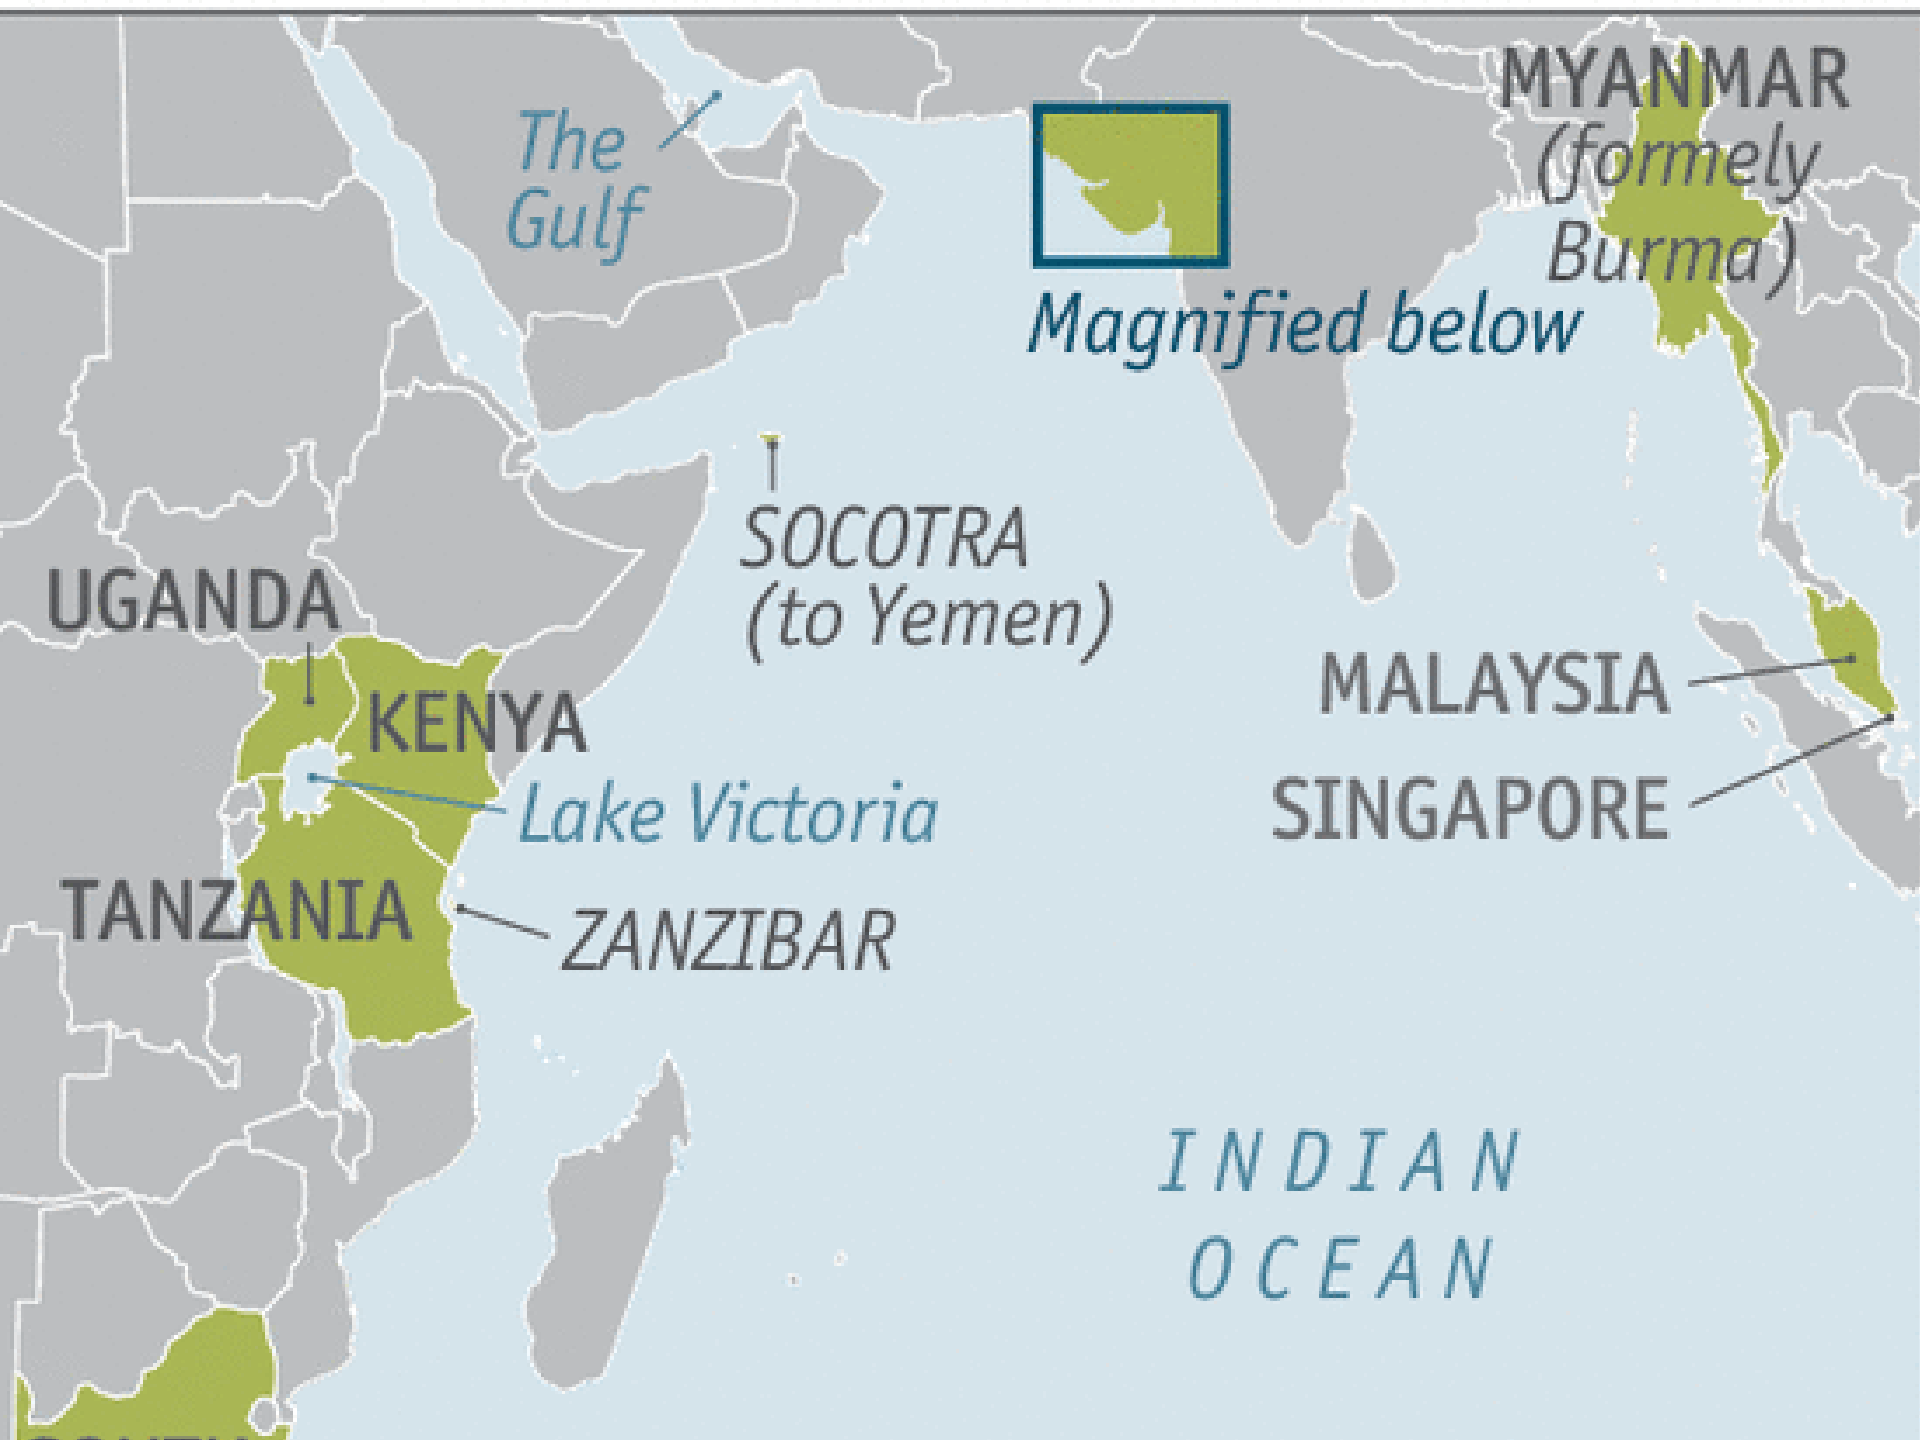 MYANMAR
(formely
Burma)
The
Gulf
Magnified below
SOCOTRA
(to Yemen)
UGANDA
KENYA
MALAYSIA
SINGAPORE
Lake Victoria
TANZANIA
ZANZIBAR
INDIAN
OCEAN
SOUTH